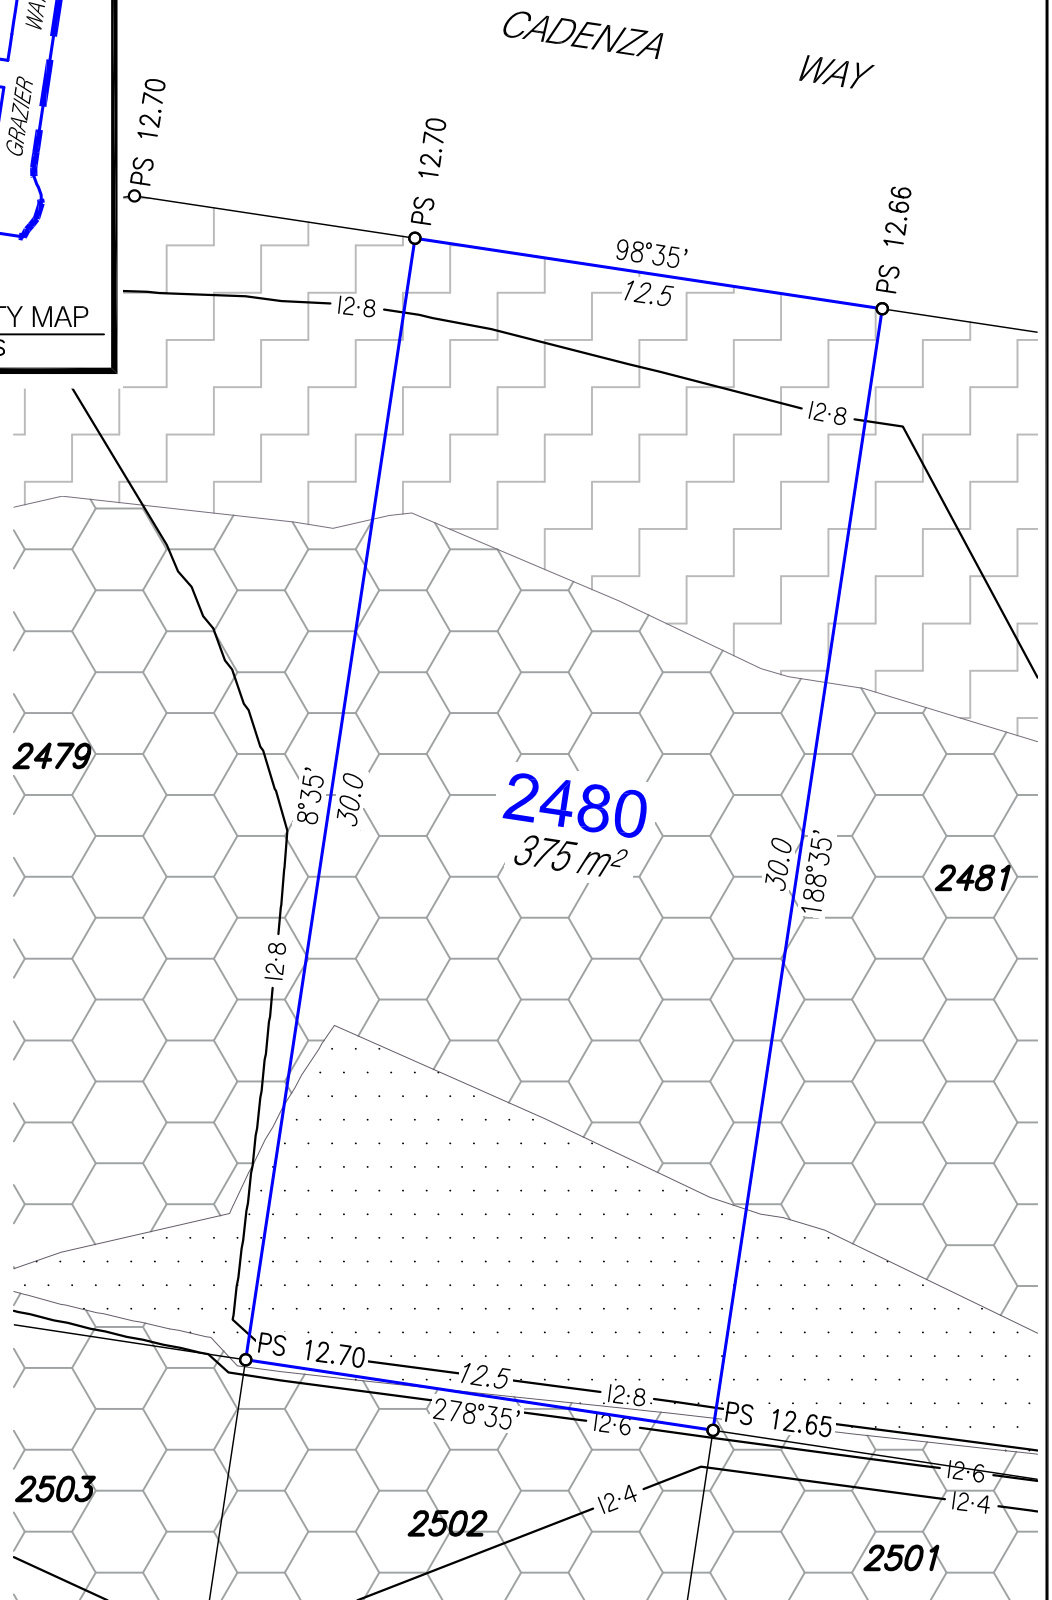 CADENZA WAY
WAY
GRAZIER
TY MAP
S
PS 12.70
PS 12.70
PS 12.66
98°35'
12.5
12·8
12·8
2479
8°35'
30.0
2480
375 m²
30.0
188°35'
2481
12·8
PS 12.70
12.5
12·8
278°35'
12·6
PS 12.65
12·6
12·4
12·4
2503
2502
2501